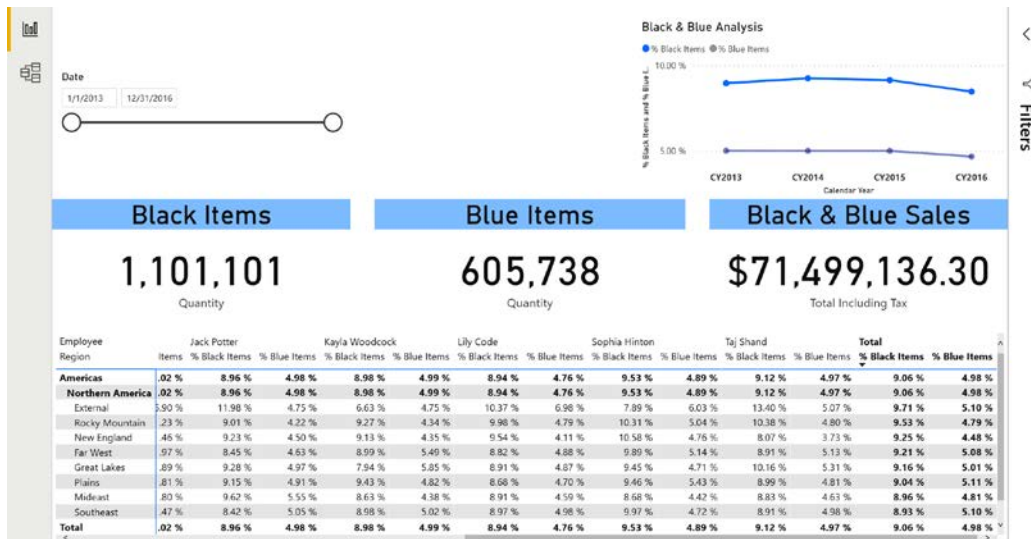 Black & Blue Analysis
% Black Items % Blue Items
Date
1/1/2013 12/31/2016
% Black Items and % Blue I...
10.00 %
5.00 %
CY2013 CY2014 CY2015 CY2016
Calendar Year
Filters
Black Items Blue Items Black & Blue Sales
1,101,101 605,738 $71,499,136.30
Quantity Quantity Total Including Tax
Employee Jack Potter Kayla Woodcock Lily Code Sophia Hinton Taj Shand Total
Region Items % Black Items % Blue Items % Black Items % Blue Items % Black Items % Blue Items % Black Items % Blue Items % Black Items % Blue Items % Black Items % Blue Items
Americas .02 % 8.96 % 4.98 % 8.98 % 4.99 % 8.94 % 4.76 % 9.53 % 4.89 % 9.12 % 4.97 % 9.06 % 4.98 %
Northern America .02 % 8.96 % 4.98 % 8.98 % 4.99 % 8.94 % 4.76 % 9.53 % 4.89 % 9.12 % 4.97 % 9.06 % 4.98 %
External 5.90 % 11.98 % 4.75 % 6.63 % 4.75 % 10.37 % 6.98 % 7.89 % 6.03 % 13.40 % 5.07 % 9.71 % 5.10 %
Rocky Mountain .23 % 9.01 % 4.22 % 9.27 % 4.34 % 9.98 % 4.79 % 10.31 % 5.04 % 10.38 % 4.80 % 9.53 % 4.79 %
New England .46 % 9.23 % 4.50 % 9.13 % 4.35 % 9.54 % 4.11 % 10.58 % 4.76 % 8.07 % 3.73 % 9.25 % 4.48 %
Far West .97 % 8.45 % 4.63 % 8.99 % 5.49 % 8.82 % 4.88 % 9.89 % 5.14 % 8.91 % 5.13 % 9.21 % 5.08 %
Great Lakes .89 % 9.28 % 4.97 % 7.94 % 5.85 % 8.91 % 4.87 % 9.45 % 4.71 % 10.16 % 5.31 % 9.16 % 5.01 %
Plains .81 % 9.15 % 4.91 % 9.43 % 4.82 % 8.68 % 4.70 % 9.46 % 5.43 % 8.99 % 4.81 % 9.04 % 5.11 %
Mideast .80 % 9.62 % 5.55 % 8.63 % 4.38 % 8.91 % 4.59 % 8.68 % 4.42 % 8.83 % 4.63 % 8.96 % 4.81 %
Southeast .47 % 8.42 % 5.05 % 8.98 % 5.02 % 8.97 % 4.98 % 9.97 % 4.72 % 8.91 % 4.98 % 8.93 % 5.10 %
Total .02 % 8.96 % 4.98 % 8.98 % 4.99 % 8.94 % 4.76 % 9.53 % 4.89 % 9.12 % 4.97 % 9.06 % 4.98 %